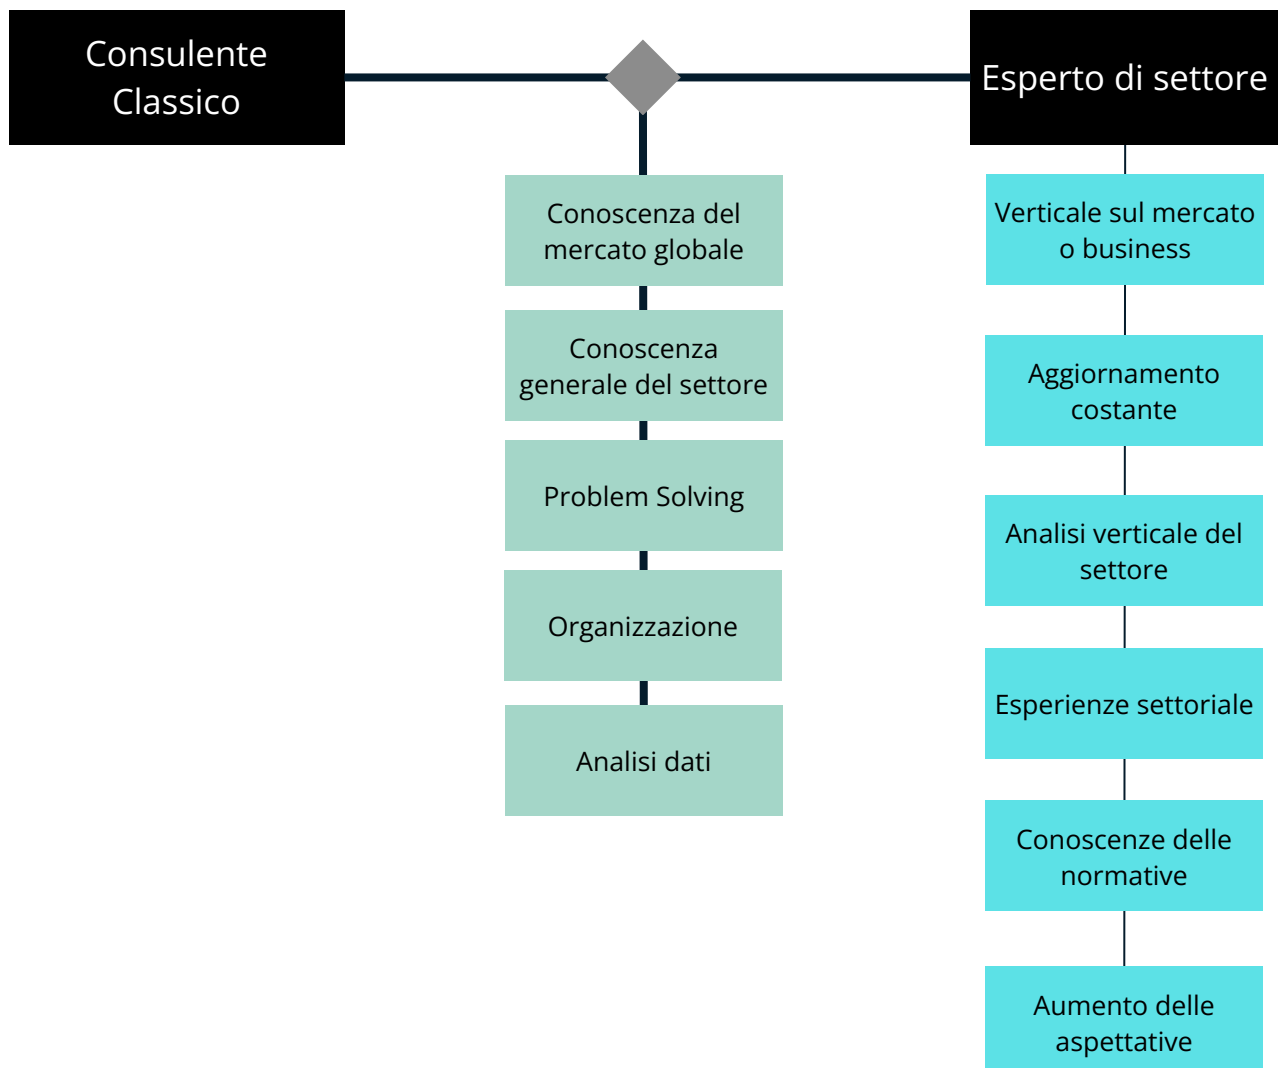 Consulente
Classico
Esperto di settore
Conoscenza del
mercato globale
Conoscenza
generale del settore
Problem Solving
Organizzazione
Analisi dati
Verticale sul mercato
o business
Aggiornamento
costante
Analisi verticale del
settore
Esperienze settoriale
Conoscenze delle
normative
Aumento delle
aspettative